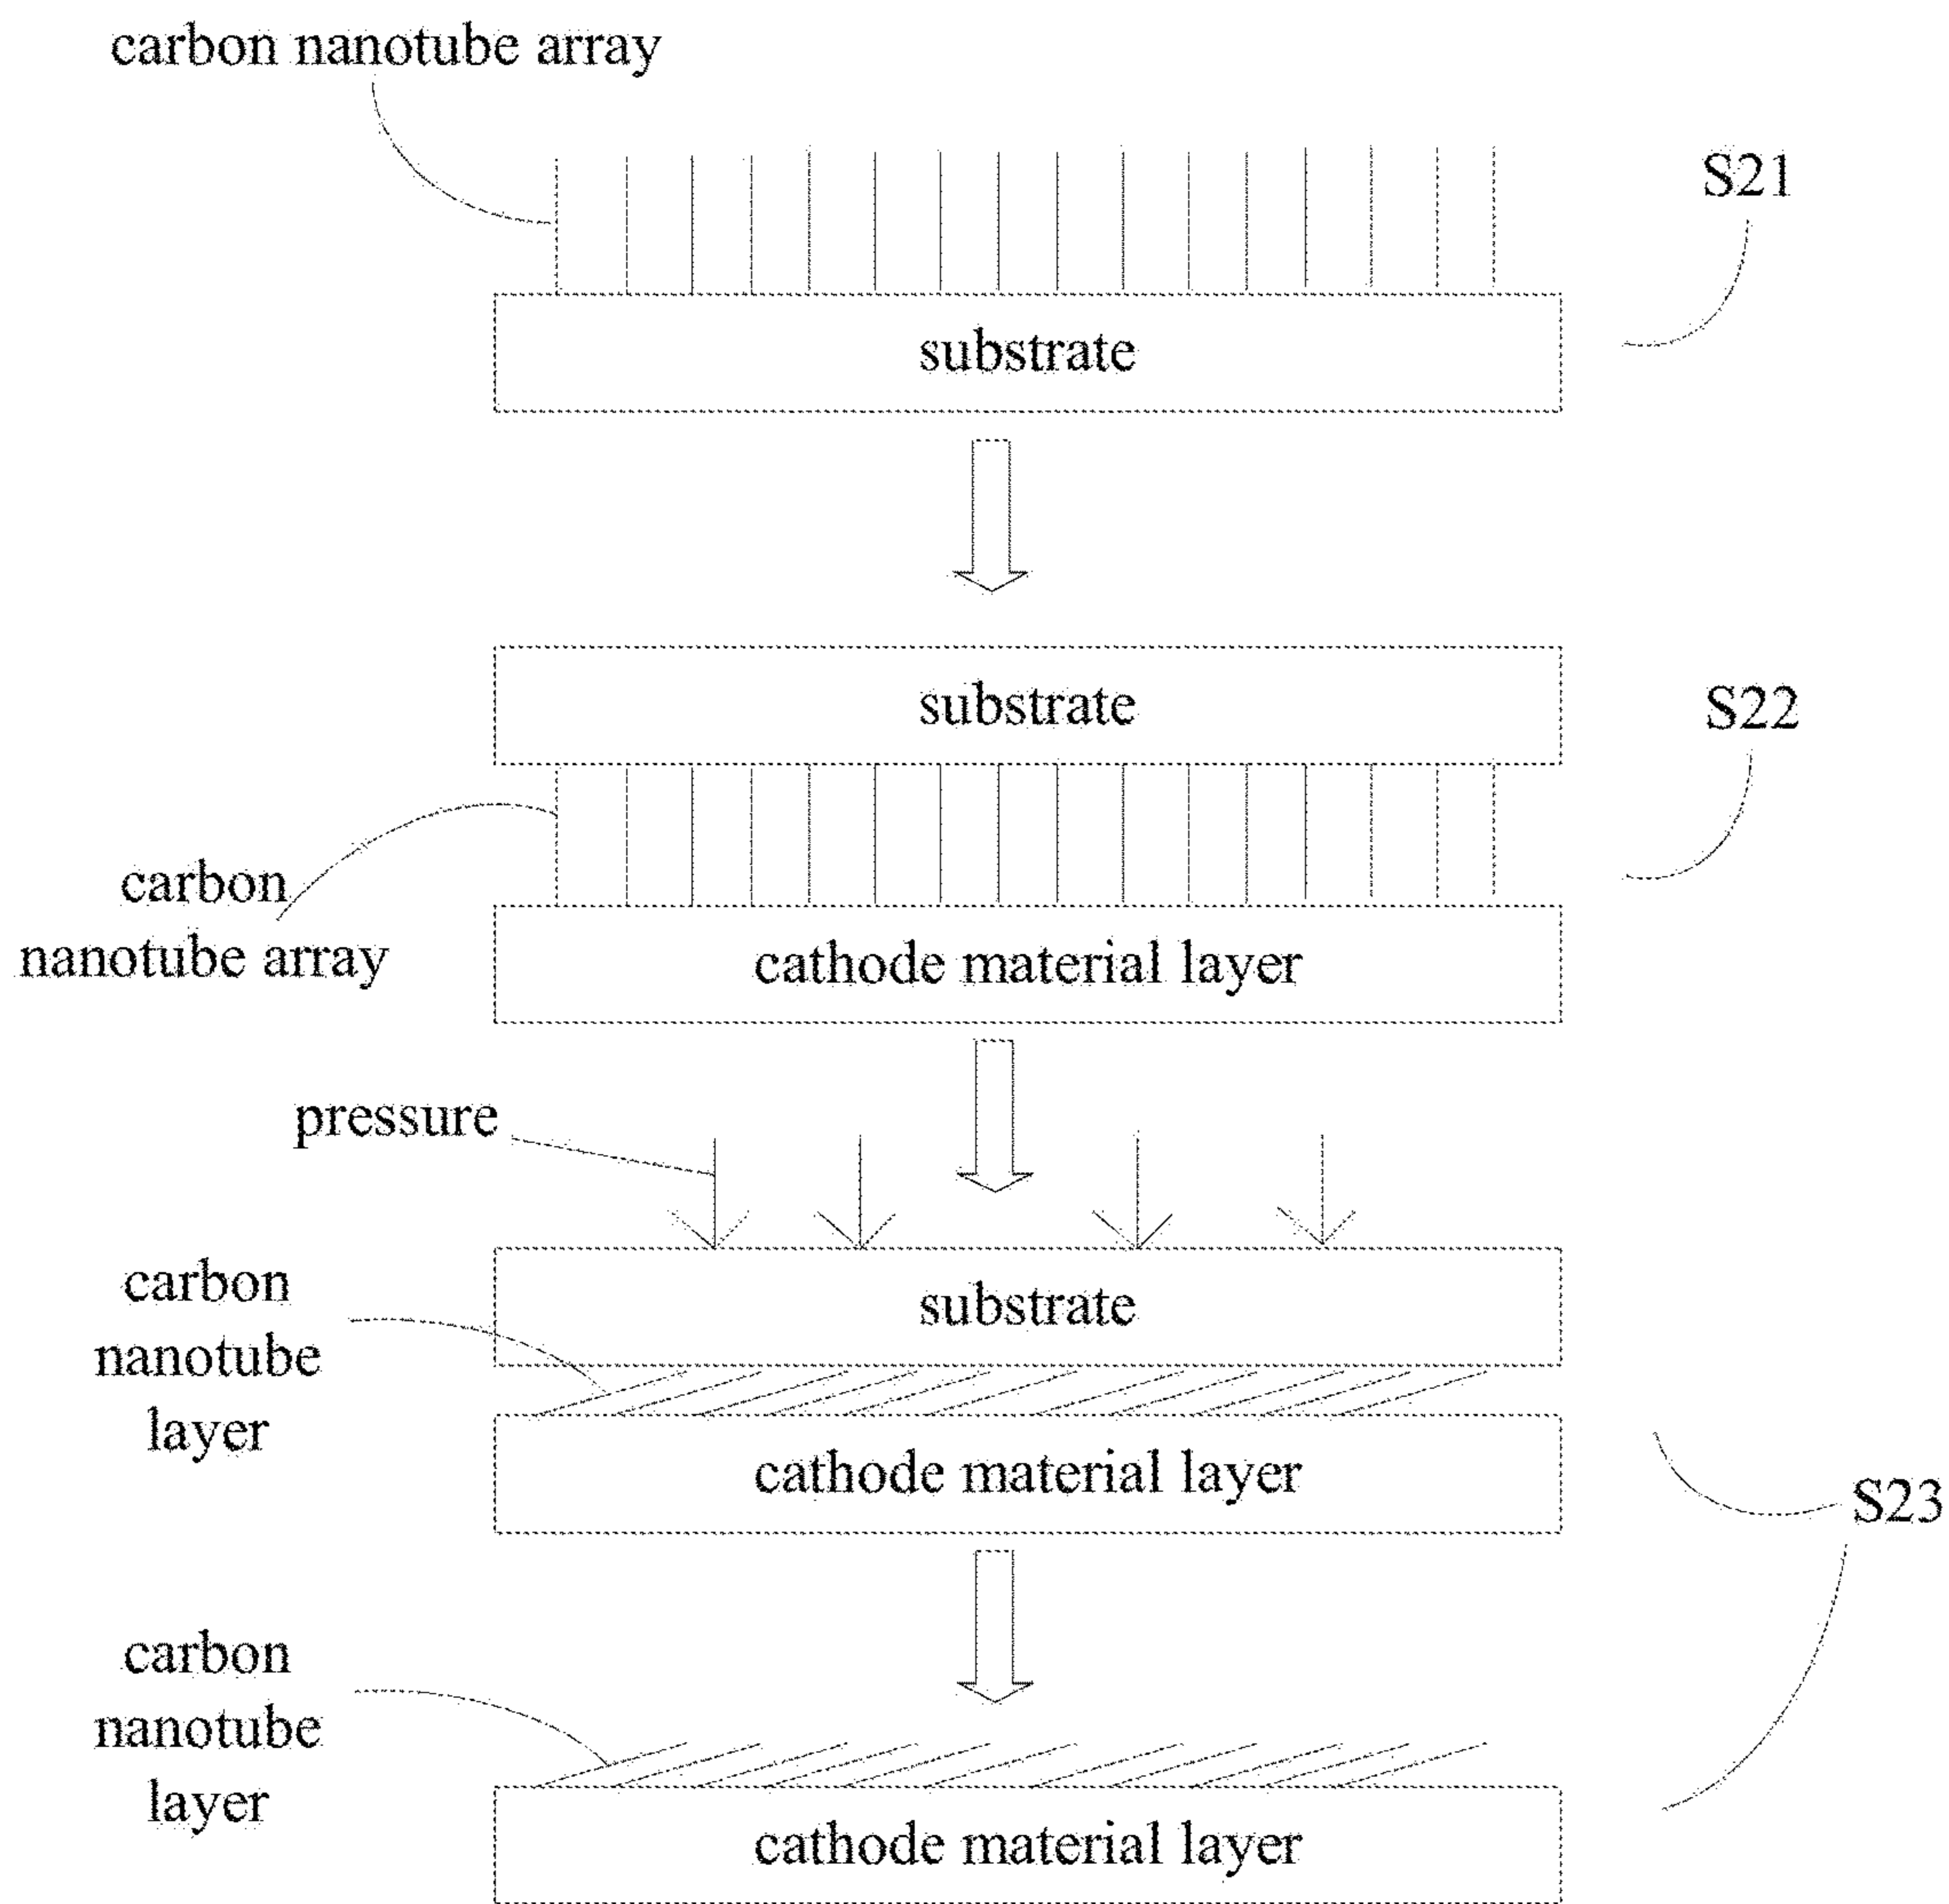 carbon nanotube array
S21
substrate
substrate
S22
carbon
nanotube array
cathode material layer
pressure
carbon
nanotube
layer
substrate
cathode material layer
S23
carbon
nanotube
layer
cathode material layer